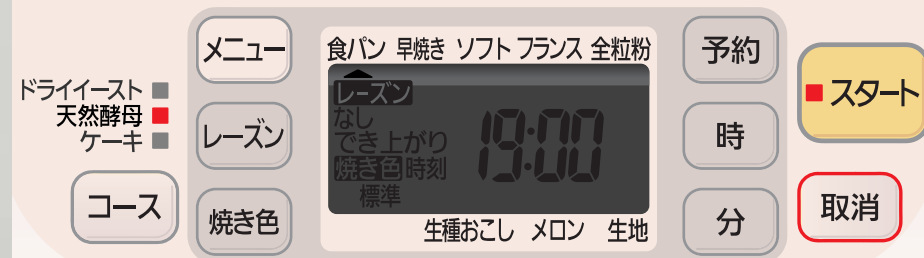 メニュー
レーズン
焼き色
ドライイースト
天然酵母
ケーキ
コース
食パン 早焼き ソフト フランス 全粒粉
レーズン
なし
でき上がり
焼き色 時刻
標準
19:00
生種おこし メロン 生地
予約
時
分
スタート
取消